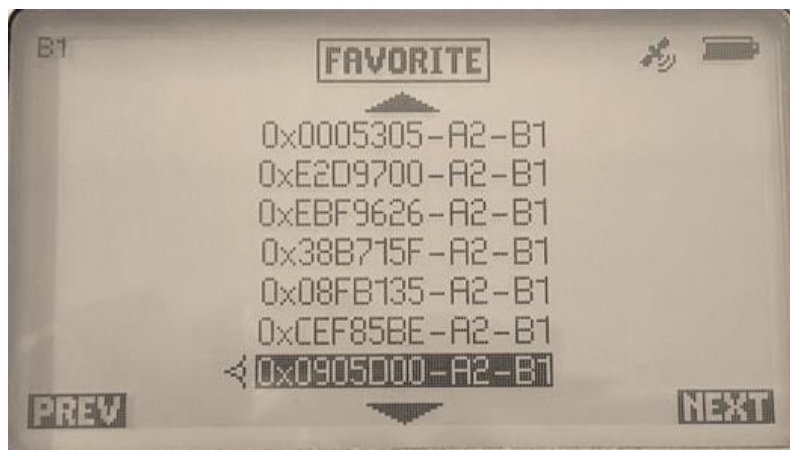 B1
FAVORITE
0x0005305-A2-B1
0xE2D9700-A2-B1
0xEBF9626-A2-B1
0x38B715F-A2-B1
0x08FB135-A2-B1
0xCEF85BE-A2-B1
0x0905D00-A2-B1
PREV
NEXT